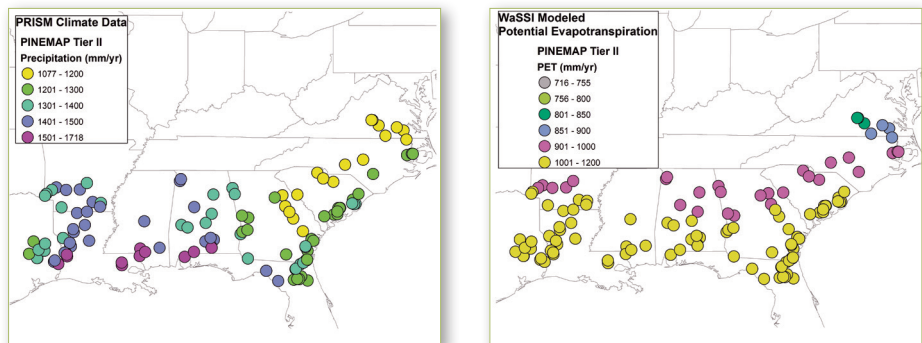 PRISM Climate Data
PINEMAP Tier II
Precipitation (mm/yr)
1077 - 1200
1201 - 1300
1301 - 1400
1401 - 1500
1501 - 1718
WaSSI Modeled
Potential Evapotranspiration
PINEMAP Tier II
PET (mm/yr)
716 - 755
756 - 800
801 - 850
851 - 900
901 - 1000
1001 - 1200